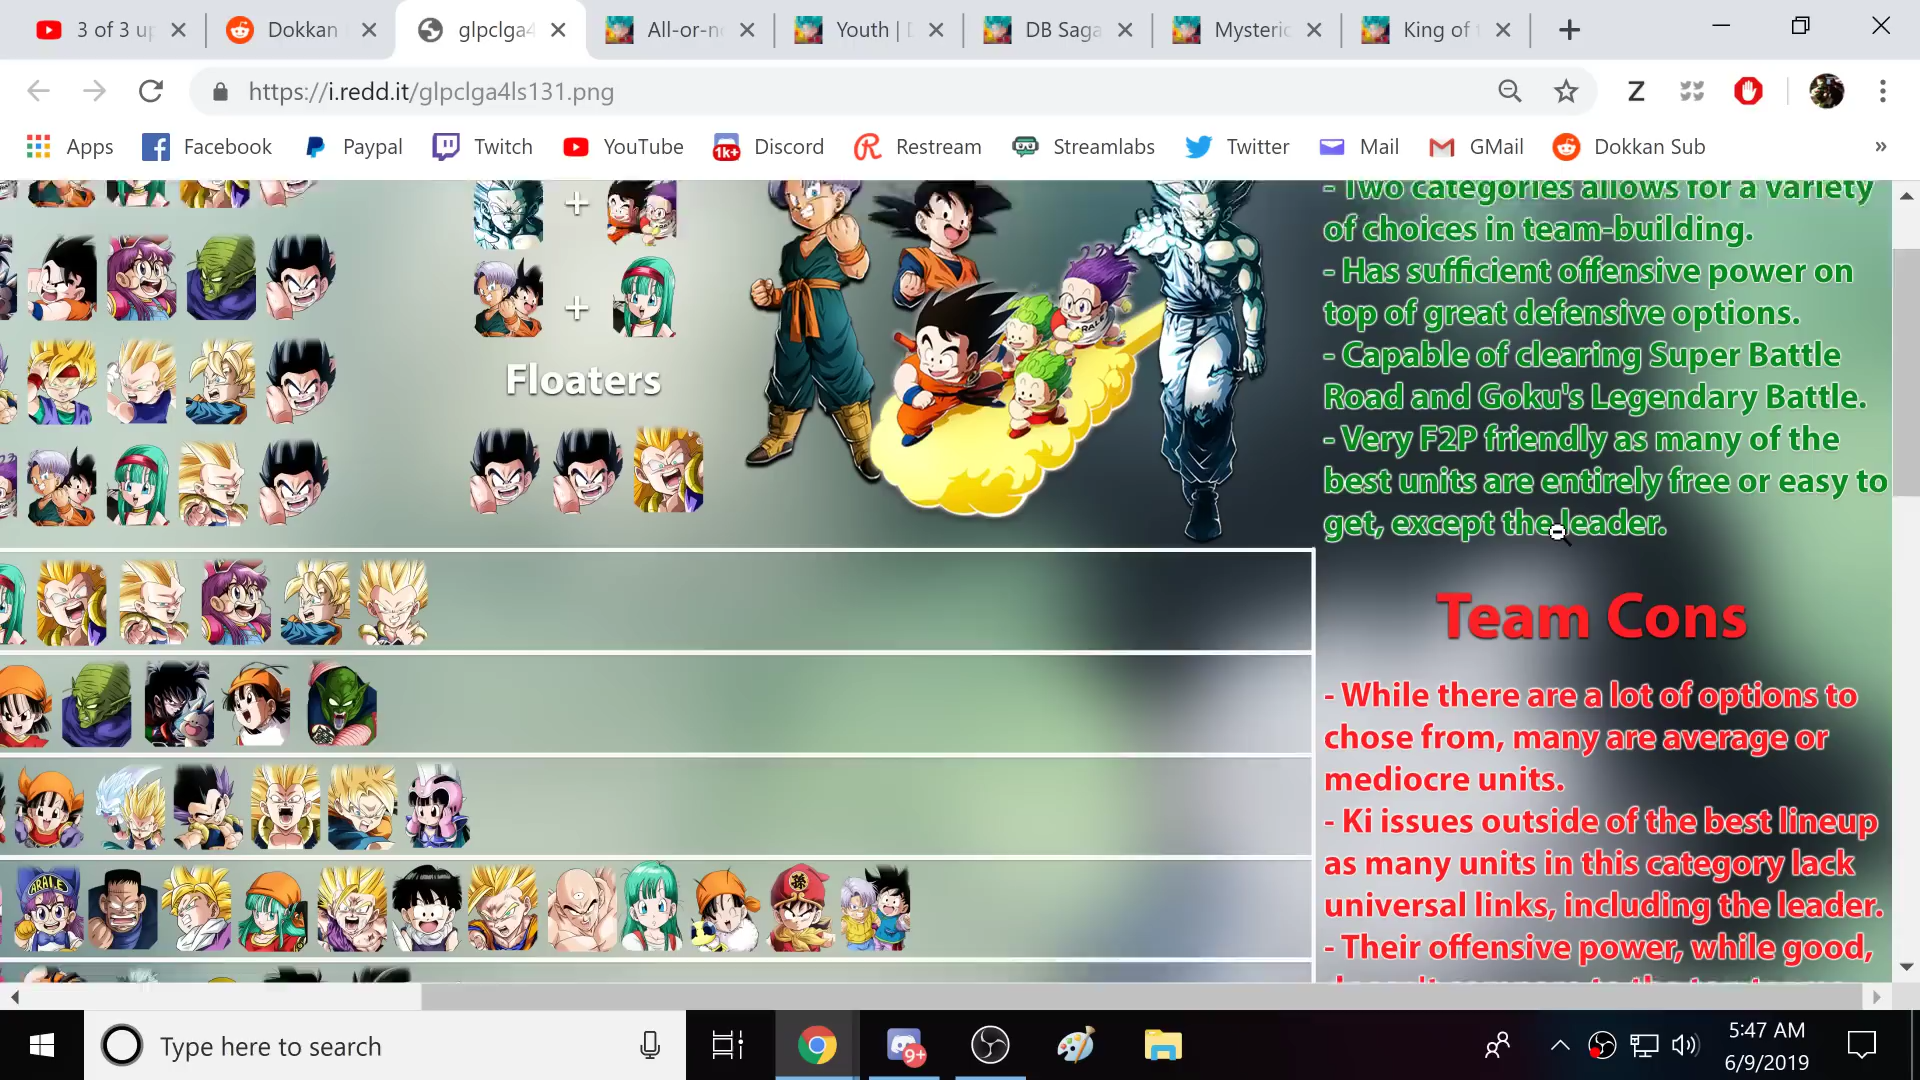 3 of 3 up
Dokkan
glpclga4
All-or-n
Youth |
DB Saga
Mysteric
King of
https://i.redd.it/glpclga4ls131.png
Z
Apps
Facebook
Paypal
Twitch
YouTube
1k+
Discord
Restream
Streamlabs
Twitter
Mail
GMail
Dokkan Sub
»
+
+
Floaters
- Two categories allows for a variety
of choices in team-building.
- Has sufficient offensive power on
top of great defensive options.
- Capable of clearing Super Battle
Road and Goku's Legendary Battle.
- Very F2P friendly as many of the
best units are entirely free or easy to
get, except the leader.
Team Cons
- While there are a lot of options to
chose from, many are average or
mediocre units.
- Ki issues outside of the best lineup
as many units in this category lack
universal links, including the leader.
- Their offensive power, while good,
ARALE
Type here to search
9+
5:47 AM
6/9/2019